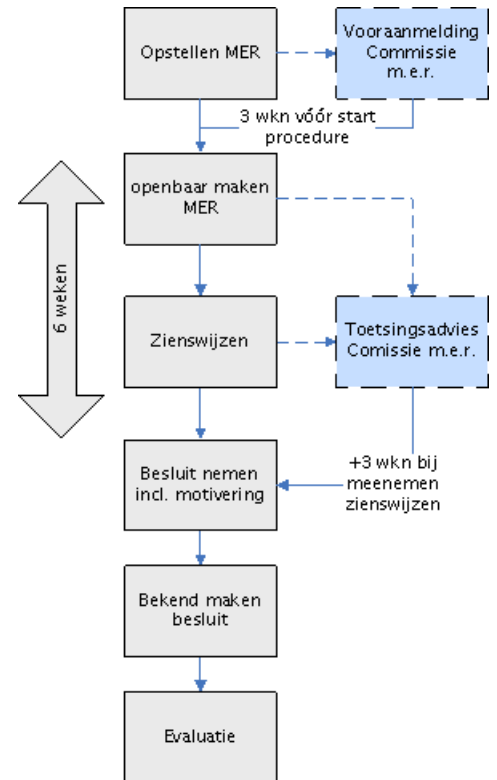 Opstellen MER
Vooraanmelding
Commissie
m.e.r.
3 wkn vóór start
procedure
openbaar maken
MER
6 weken
Zienswijzen
Toetsingsadvies
Comissie m.e.r.
+3 wkn bij
meenemen
zienswijzen
Besluit nemen
incl. motivering
Bekend maken
besluit
Evaluatie